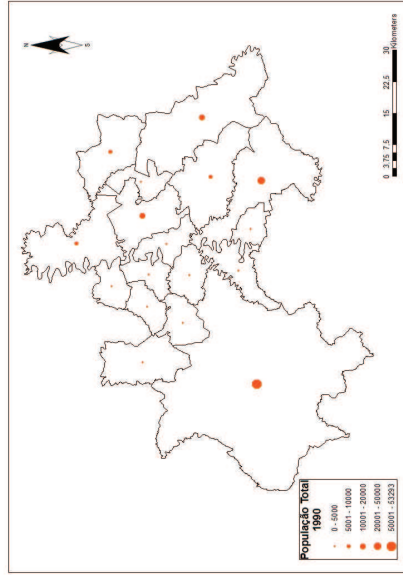 População Total
1990
0 - 5000
5001 - 10000
10001 - 20000
20001 - 50000
50001 - 53293
N
S
0 3.75 7.5 15 22.5 30
Kilometers